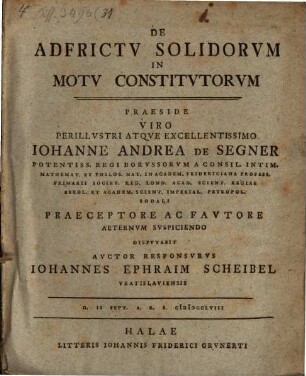 DE
ADFRICTV SOLIDORVM
IN
MOTV CONSTITVTORVM
PRAESIDE
VIRO
PERILLVSTRI ATQVE EXCELLENTISSIMO
IOHANNE ANDREA DE SEGNER
POTENTISS. REGI BORVSSORVM A CONSIL. INTIM.
MATHEMAT. ET PHILOS. NAT. IN ACADEM. FRIDERICIANA PROFESS.
PRIMARIO SOCIET. REG. LOND. ACAD. SCIENT. REGIAE
BEROL. ET ACADEM. SCIENT. IMPERIAL. PETROPOL.
SODALI
PRAECEPTORE AC FAVTORE
AETERNVM SVSPICIENDO
DISPVTABIT
AVCTOR RESPONSVRVS
IOHANNES EPHRAIM SCHEIBEL
VRATISLAVIENSIS
SEPT. A. R. S. CIƆIƆCCLVIII
HALAE
LITTERIS IOHANNIS FRIDERICI GRVNERTI